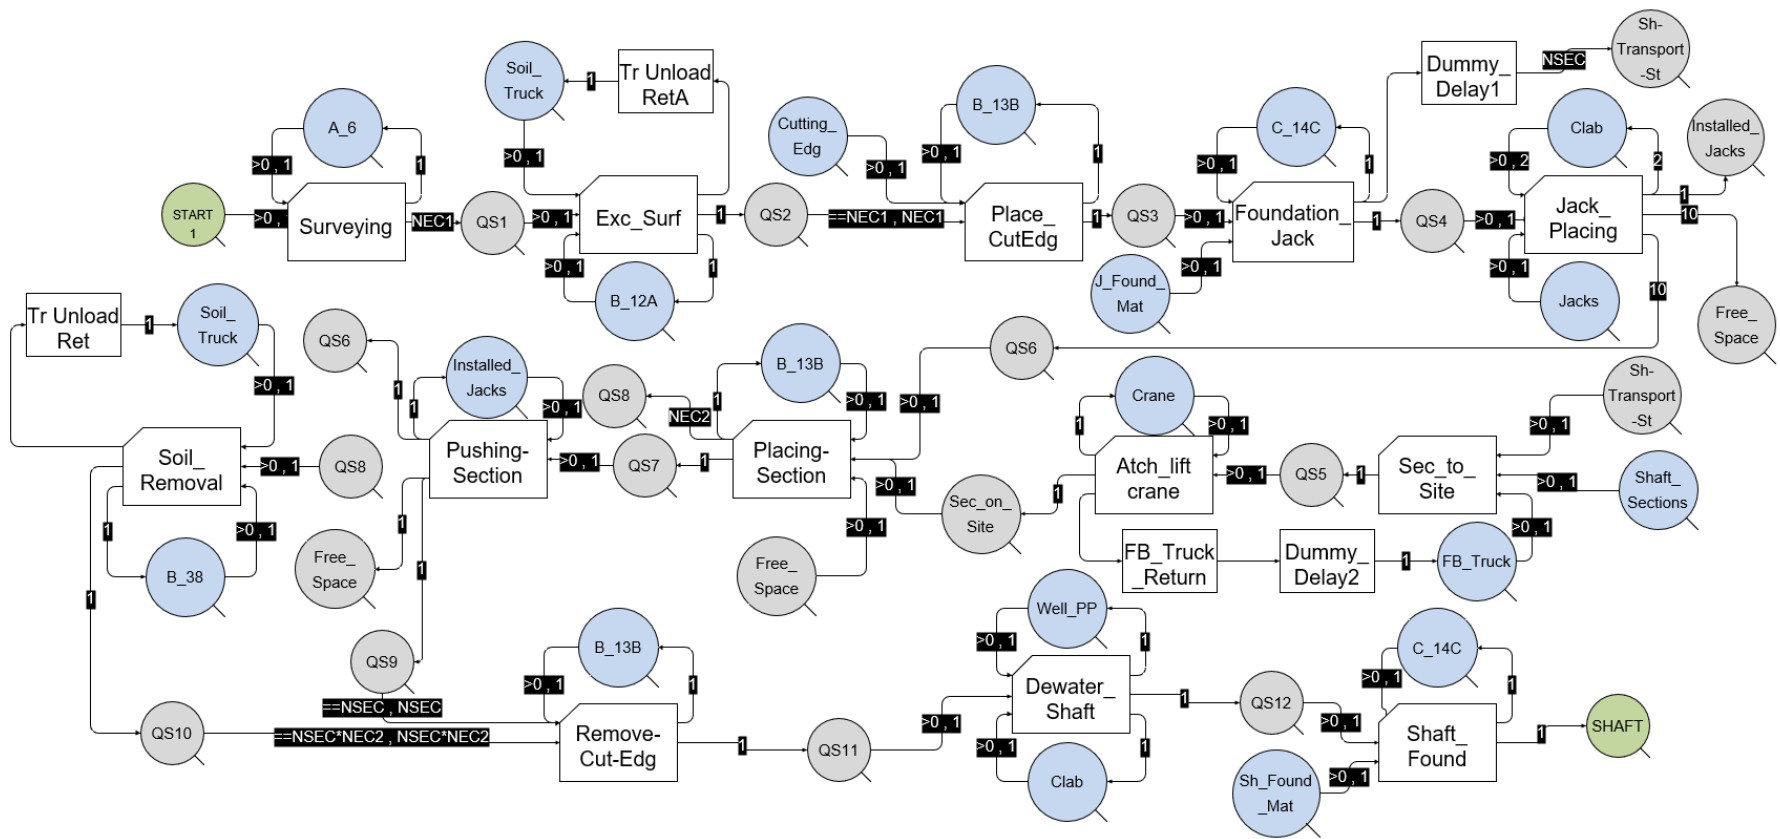 Sh-
Transport
-St
Dummy_
Delay1
NSEC
Soil_
Truck
1
Tr Unload
RetA
A_6
>0 , 1
1
>0 , 1
Cutting_
Edg
B_13B
>0 , 1
>0 , 1
1
C_14C
>0 , 1
1
Clab
>0 , 2
2
Installed_
Jacks
1
10
START
1
>0 ,
Surveying
NEC1
QS1
>0 , 1
Exc_Surf
1
QS2
==NEC1 , NEC1
Place_
CutEdg
1
QS3
>0 , 1
Foundation_
Jack
1
QS4
>0 , 1
Jack_
Placing
>0 , 1
B_12A
1
J_Found_
Mat
>0 , 1
>0 , 1
Jacks
10
Free_
Space
Tr Unload
Ret
1
Soil_
Truck
>0 , 1
QS6
1
Installed_
Jacks
1
>0 , 1
QS8
NEC2
B_13B
1
>0 , 1
>0 , 1
QS6
Crane
1
>0 , 1
Sh-
Transport
-St
>0 , 1
Soil_
Removal
>0 , 1
QS8
Pushing-
Section
>0 , 1
QS7
1
Placing-
Section
>0 , 1
Sec_on_
Site
1
Atch_lift
crane
>0 , 1
QS5
1
Sec_to_
Site
>0 , 1
Shaft_
Sections
1
>0 , 1
B_38
1
Free_
Space
1
1
Free_
Space
>0 , 1
FB_Truck
_Return
Dummy_
Delay2
1
FB_Truck
>0 , 1
QS9
==NSEC , NSEC
B_13B
>0 , 1
1
Well_PP
>0 , 1
1
C_14C
>0 , 1
1
QS10
==NSEC*NEC2 , NSEC*NEC2
Remove-
Cut-Edg
1
QS11
>0 , 1
Dewater_
Shaft
1
QS12
>0 , 1
Shaft_
Found
1
SHAFT
>0 , 1
Clab
1
Sh_Found
_Mat
>0 , 1